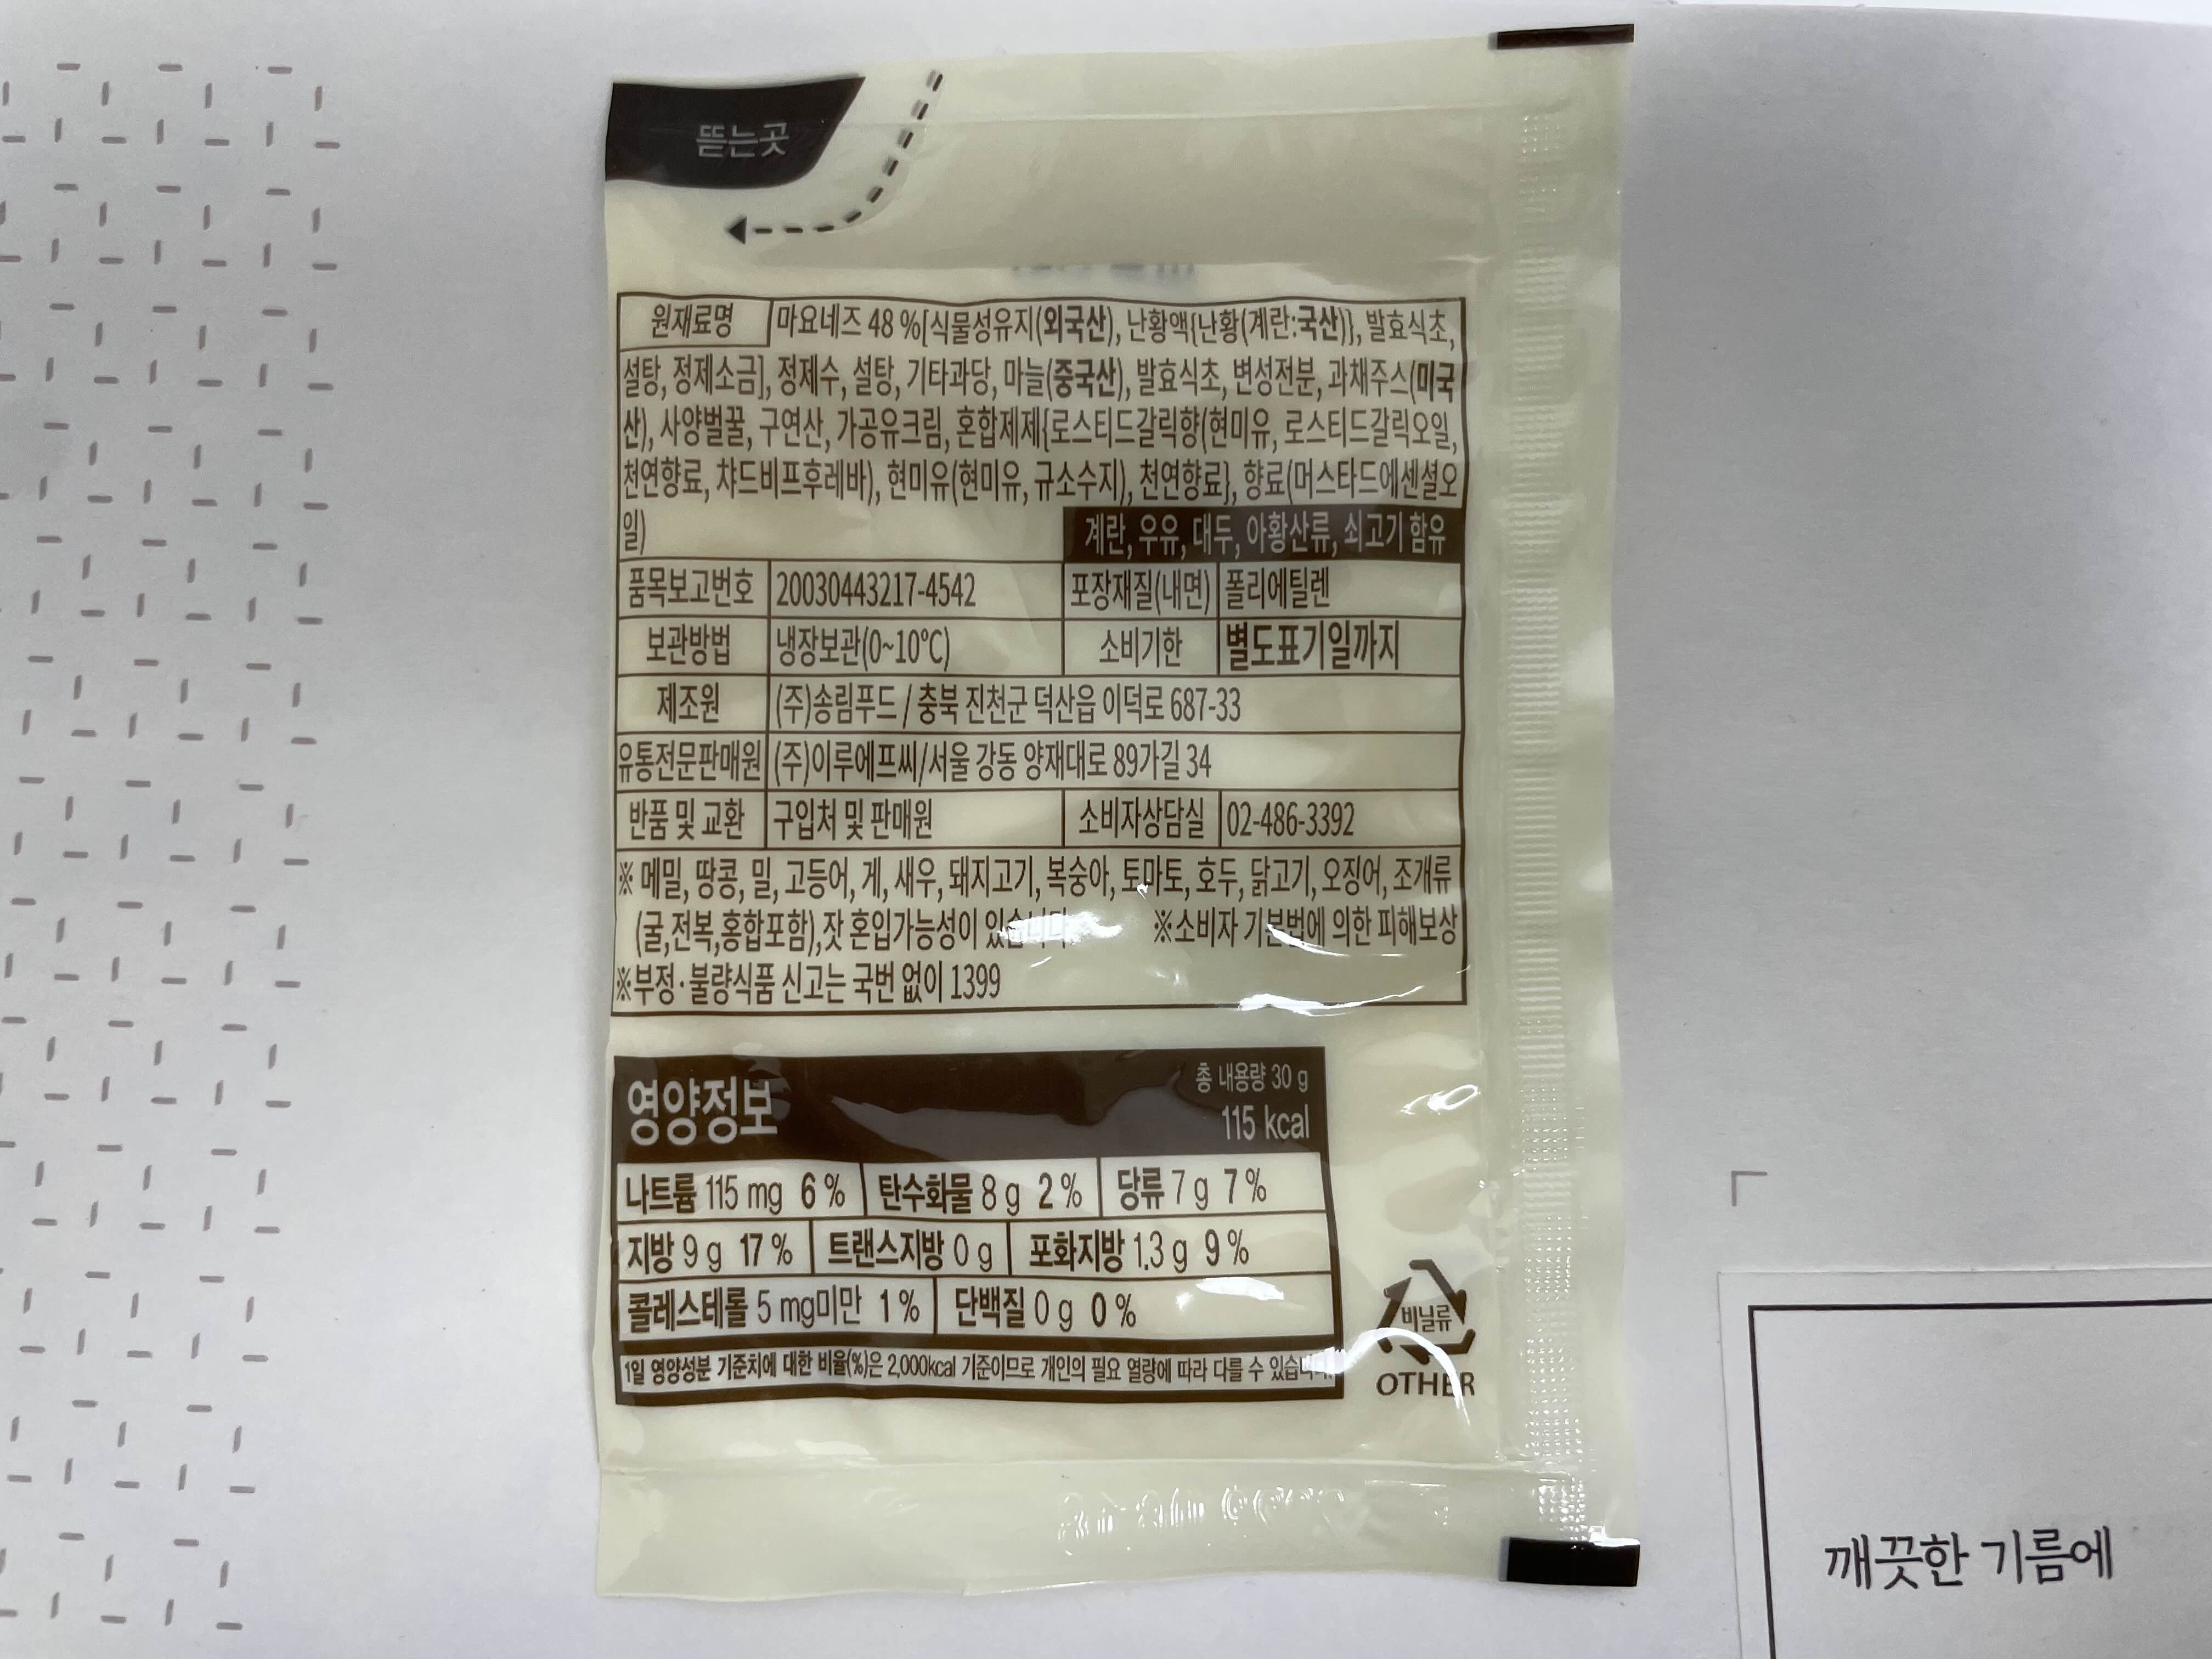 뜯는곳
원재료명 마요네즈 48 %[식물성유지(외국산), 난황액{난황(계란:국산)}, 발효식초,
설탕, 정제소금], 정제수, 설탕, 기타과당, 마늘(중국산), 발효식초, 변성전분, 과채주스(미국
산), 사양벌꿀, 구연산, 가공유크림, 혼합제제{로스티드갈릭향(현미유, 로스티드갈릭오일,
천연향료, 챠드비프후레바), 현미유(현미유, 규소수지), 천연향료}, 향료(머스타드에센셜오
일) 계란, 우유, 대두, 아황산류, 쇠고기 함유
품목보고번호 20030443217-4542 포장재질(내면) 폴리에틸렌
보관방법 냉장보관(0~10℃) 소비기한 별도표기일까지
제조원 (주)송림푸드 / 충북 진천군 덕산읍 이덕로 687-33
유통전문판매원 (주)이루에프씨/서울 강동 양재대로 89가길 34
반품 및 교환 구입처 및 판매원 소비자상담실 02-486-3392
※ 메밀, 땅콩, 밀, 고등어, 게, 새우, 돼지고기, 복숭아, 토마토, 호두, 닭고기, 오징어, 조개류
(굴,전복,홍합포함),잣 혼입가능성이 있습니다 ※소비자 기본법에 의한 피해보상
※부정·불량식품 신고는 국번 없이 1399
영양정보 총 내용량 30 g
115 kcal
나트륨 115 mg 6 % 탄수화물 8 g 2 % 당류 7 g 7 %
지방 9 g 17 % 트랜스지방 0 g 포화지방 1.3 g 9 %
콜레스테롤 5 mg미만 1 % 단백질 0 g 0 %
1일 영양성분 기준치에 대한 비율(%)은 2,000kcal 기준이므로 개인의 필요 열량에 따라 다를 수 있습니다.
비닐류
OTHER
깨끗한 기름에